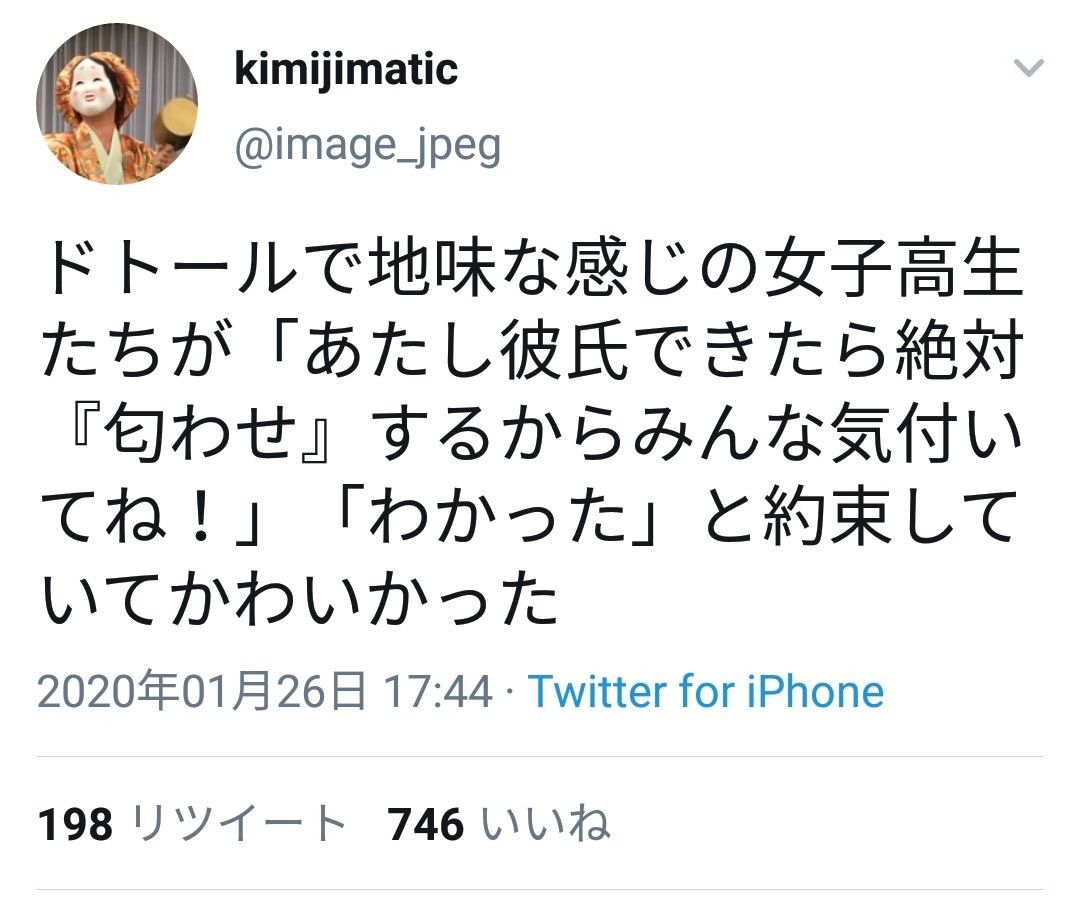 kimijimatic
@image_jpeg
ドトールで地味な感じの女子高生
たちが「あたし彼氏できたら絶対
『匂わせ』するからみんな気付い
てね！」「わかった」と約束して
いてかわいかった
2020年01月26日 17:44 · Twitter for iPhone
198 リツイート 746 いいね